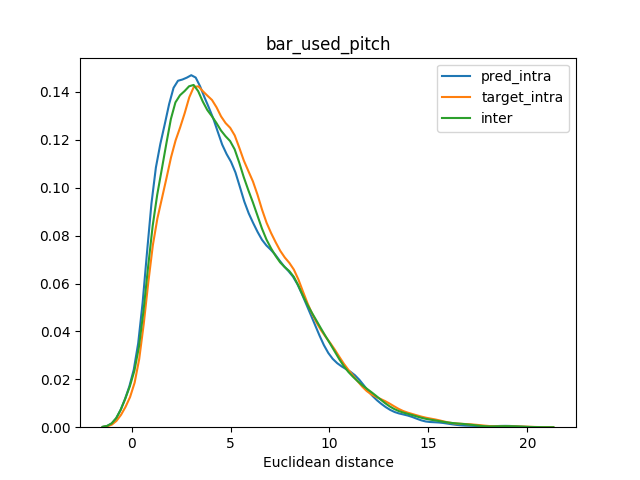 bar_used_pitch
pred_intra
target_intra
inter
0.14
0.12
0.10
0.08
0.06
0.04
0.02
0.00
0 5 10 15 20
Euclidean distance